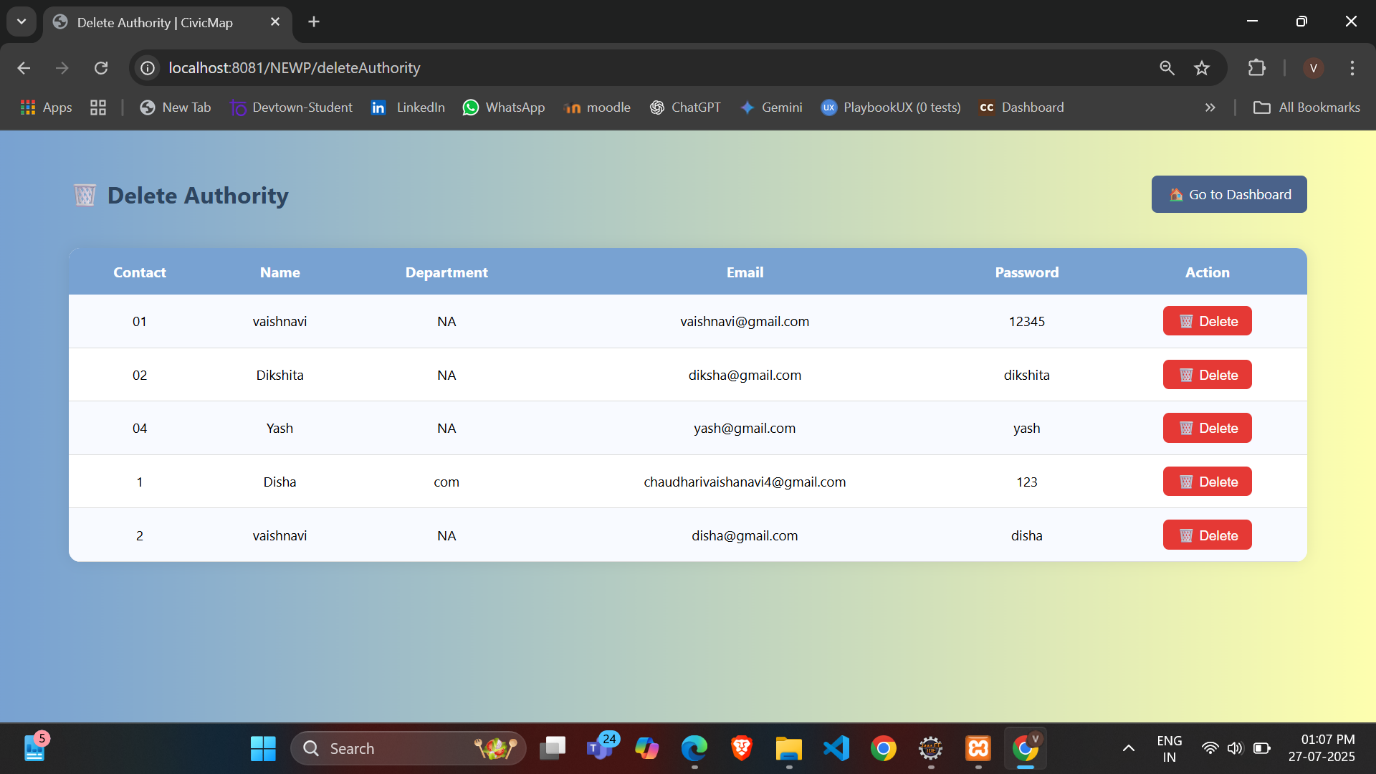 Delete Authority | CivicMap
localhost:8081/NEWP/deleteAuthority
V
Apps
New Tab
Devtown-Student
in LinkedIn
WhatsApp
moodle
ChatGPT
Gemini
UX PlaybookUX (0 tests)
cc Dashboard
»
All Bookmarks
Delete Authority
Go to Dashboard
Contact Name Department Email Password Action
01 vaishnavi NA vaishnavi@gmail.com 12345 Delete
02 Dikshita NA diksha@gmail.com dikshita Delete
04 Yash NA yash@gmail.com yash Delete
1 Disha com chaudharivaishanavi4@gmail.com 123 Delete
2 vaishnavi NA disha@gmail.com disha Delete
5
Search
24
V
ENG
IN
01:07 PM
27-07-2025